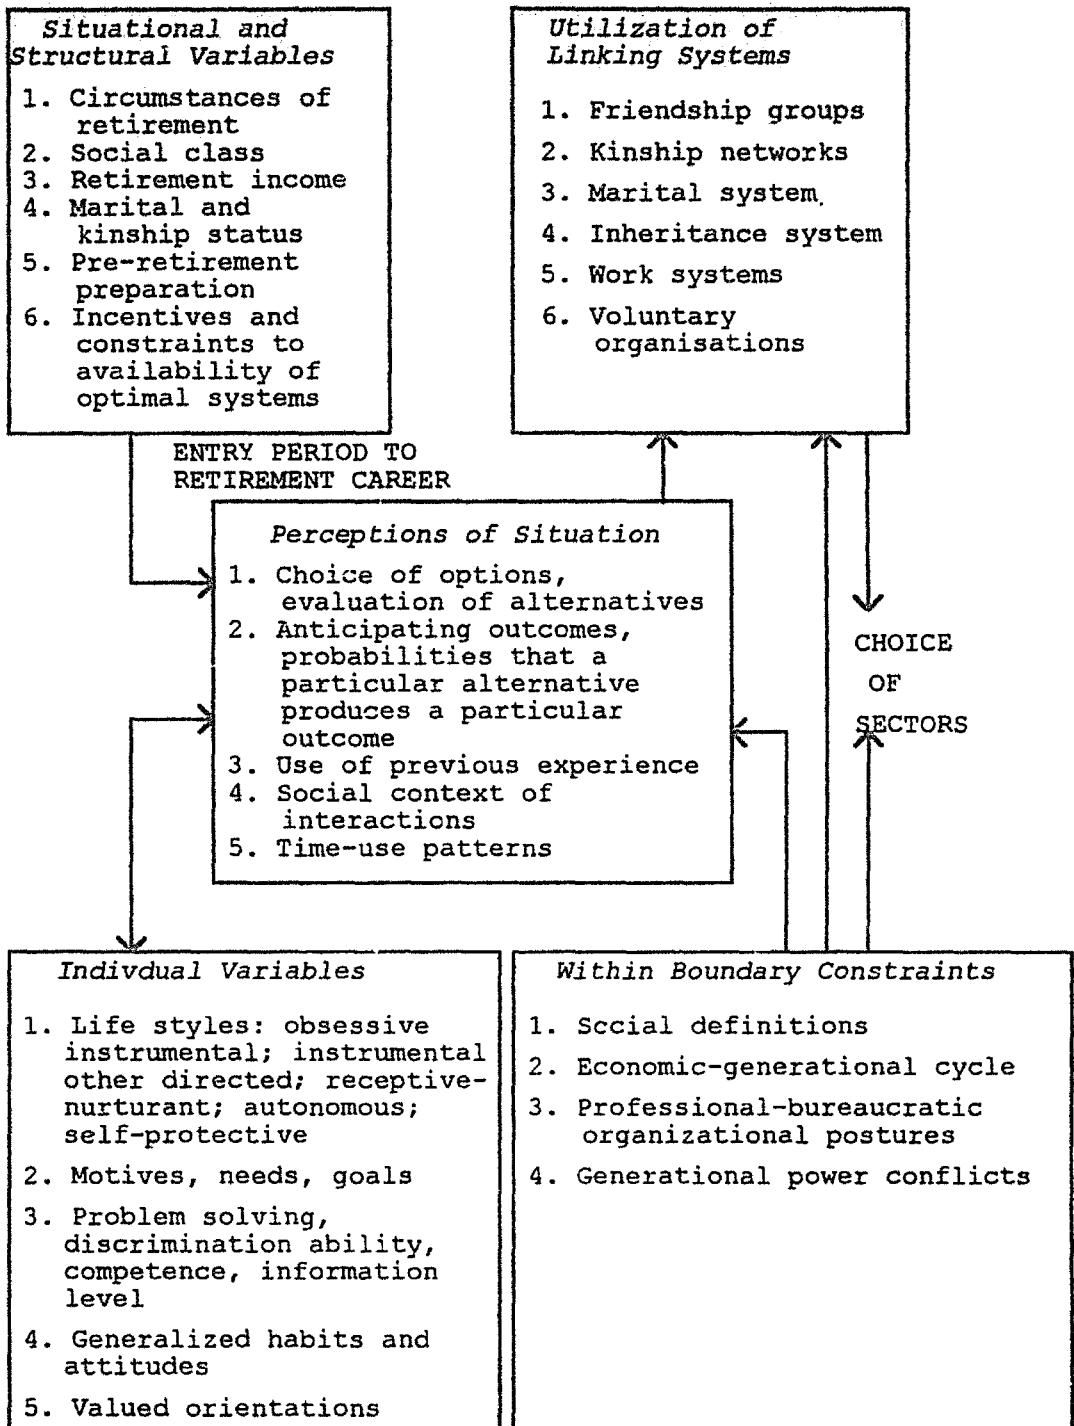 Situational and
Structural Variables
1. Circumstances of
retirement
2. Social class
3. Retirement income
4. Marital and
kinship status
5. Pre-retirement
preparation
6. Incentives and
constraints to
availability of
optimal systems
Utilization of
Linking Systems
1. Friendship groups
2. Kinship networks
3. Marital system
4. Inheritance system
5. Work systems
6. Voluntary
organisations
ENTRY PERIOD TO
RETIREMENT CAREER
Perceptions of Situation
1. Choice of options,
evaluation of alternatives
2. Anticipating outcomes,
probabilities that a
particular alternative
produces a particular
outcome
3. Use of previous experience
4. Social context of
interactions
5. Time-use patterns
CHOICE
OF
SECTORS
Indivdual Variables
1. Life styles: obsessive
instrumental; instrumental
other directed; receptive-
nurturant; autonomous;
self-protective
2. Motives, needs, goals
3. Problem solving,
discrimination ability,
competence, information
level
4. Generalized habits and
attitudes
5. Valued orientations
Within Boundary Constraints
1. Social definitions
2. Economic-generational cycle
3. Professional-bureaucratic
organizational postures
4. Generational power conflicts